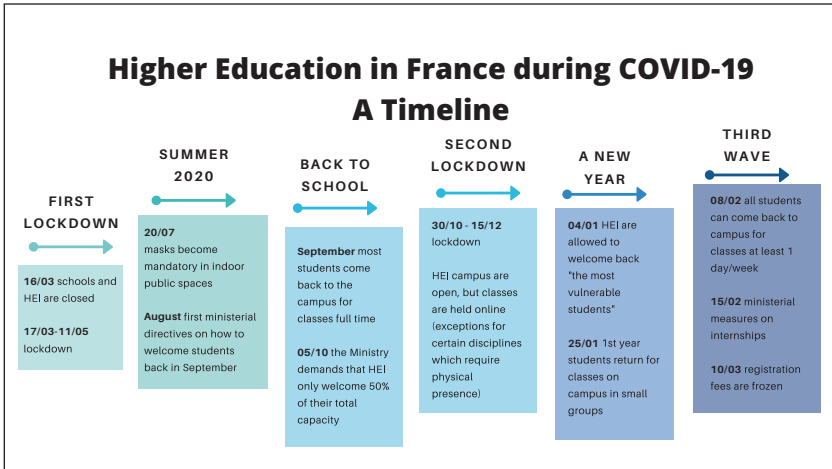 Higher Education in France during COVID-19
A Timeline
FIRST
LOCKDOWN
16/03 schools and
HEI are closed
17/03-11/05
lockdown
SUMMER
2020
20/07
masks become
mandatory in indoor
public spaces
August first ministerial
directives on how to
welcome students
back in September
BACK TO
SCHOOL
September most
students come
back to the
campus for
classes full time
05/10 the Ministry
demands that HEI
only welcome 50%
of their total
capacity
SECOND
LOCKDOWN
30/10 - 15/12
lockdown
HEI campus are
open, but classes
are held online
(exceptions for
certain disciplines
which require
physical
presence)
A NEW
YEAR
04/01 HEI are
allowed to
welcome back
"the most
vulnerable
students"
25/01 1st year
students return for
classes on
campus in small
groups
THIRD
WAVE
08/02 all students
can come back to
campus for
classes at least 1
day/week
15/02 ministerial
measures on
internships
10/03 registration
fees are frozen